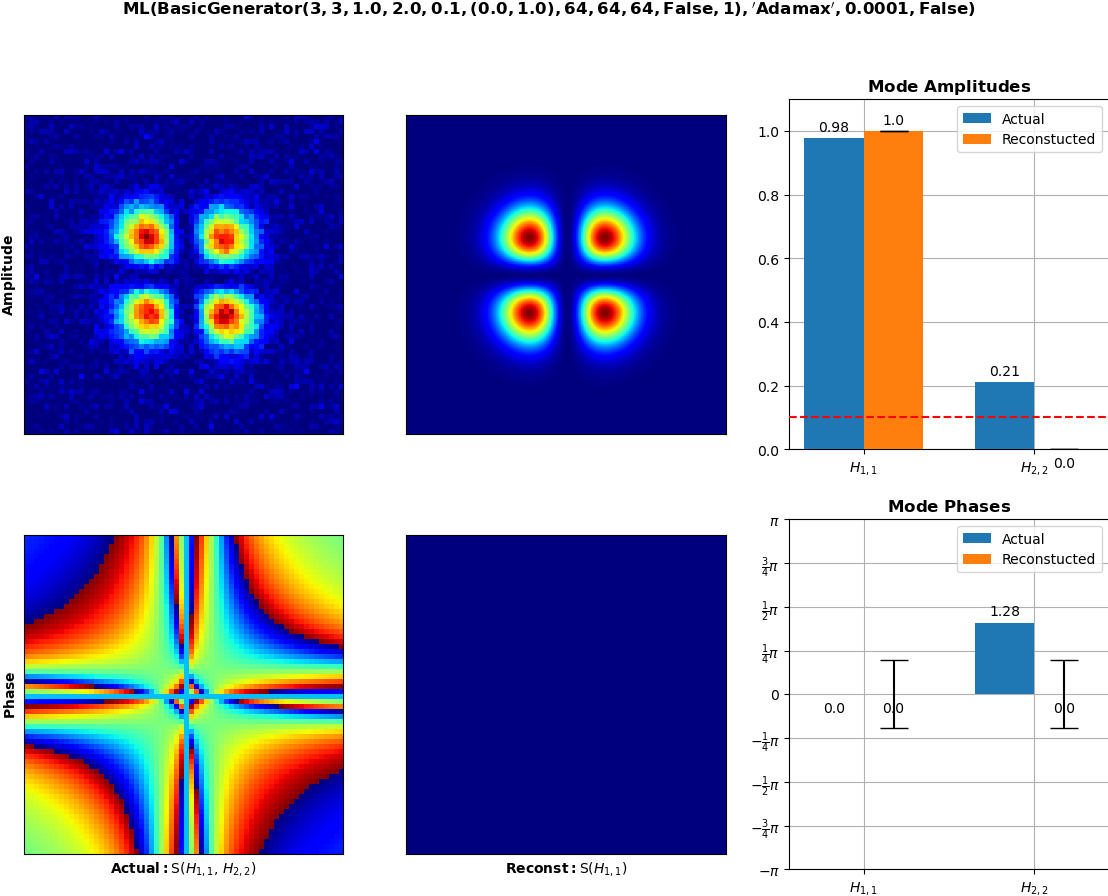 ML(BasicGenerator(3, 3, 1.0, 2.0, 0.1, (0.0, 1.0), 64, 64, 64, False, 1), ′Adamax′, 0.0001, False)
Amplitude
Mode Amplitudes
Actual
Reconstucted
0.98
1.0
0.21
0.0
1.0
0.8
0.6
0.4
0.2
0.0
H₁,₁
H₂,₂
Phase
Actual: S(H₁,₁, H₂,₂)
Reconst: S(H₁,₁)
Mode Phases
Actual
Reconstucted
1.28
0.0
0.0
0.0
π
3/4π
1/2π
1/4π
0
−1/4π
−1/2π
−3/4π
−π
H₁,₁
H₂,₂